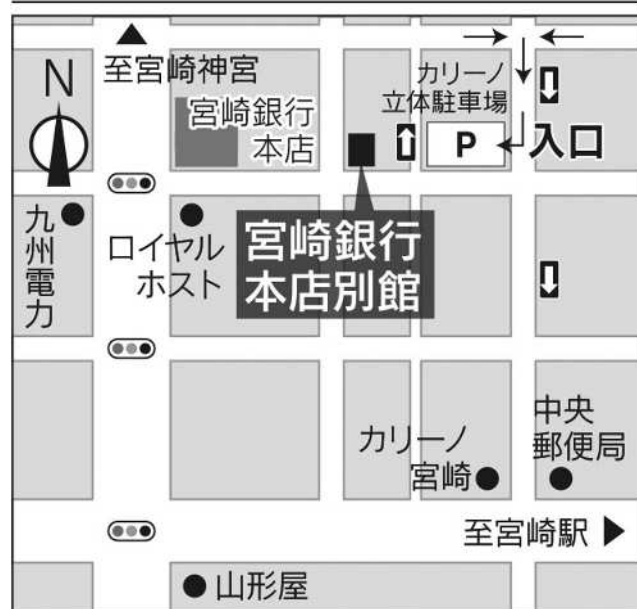 N
至宮崎神宮
宮崎銀行
本店
カリーノ
立体駐車場
P
入口
九州電力
ロイヤル
ホスト
宮崎銀行
本店別館
カリーノ
宮崎
中央
郵便局
至宮崎駅
山形屋